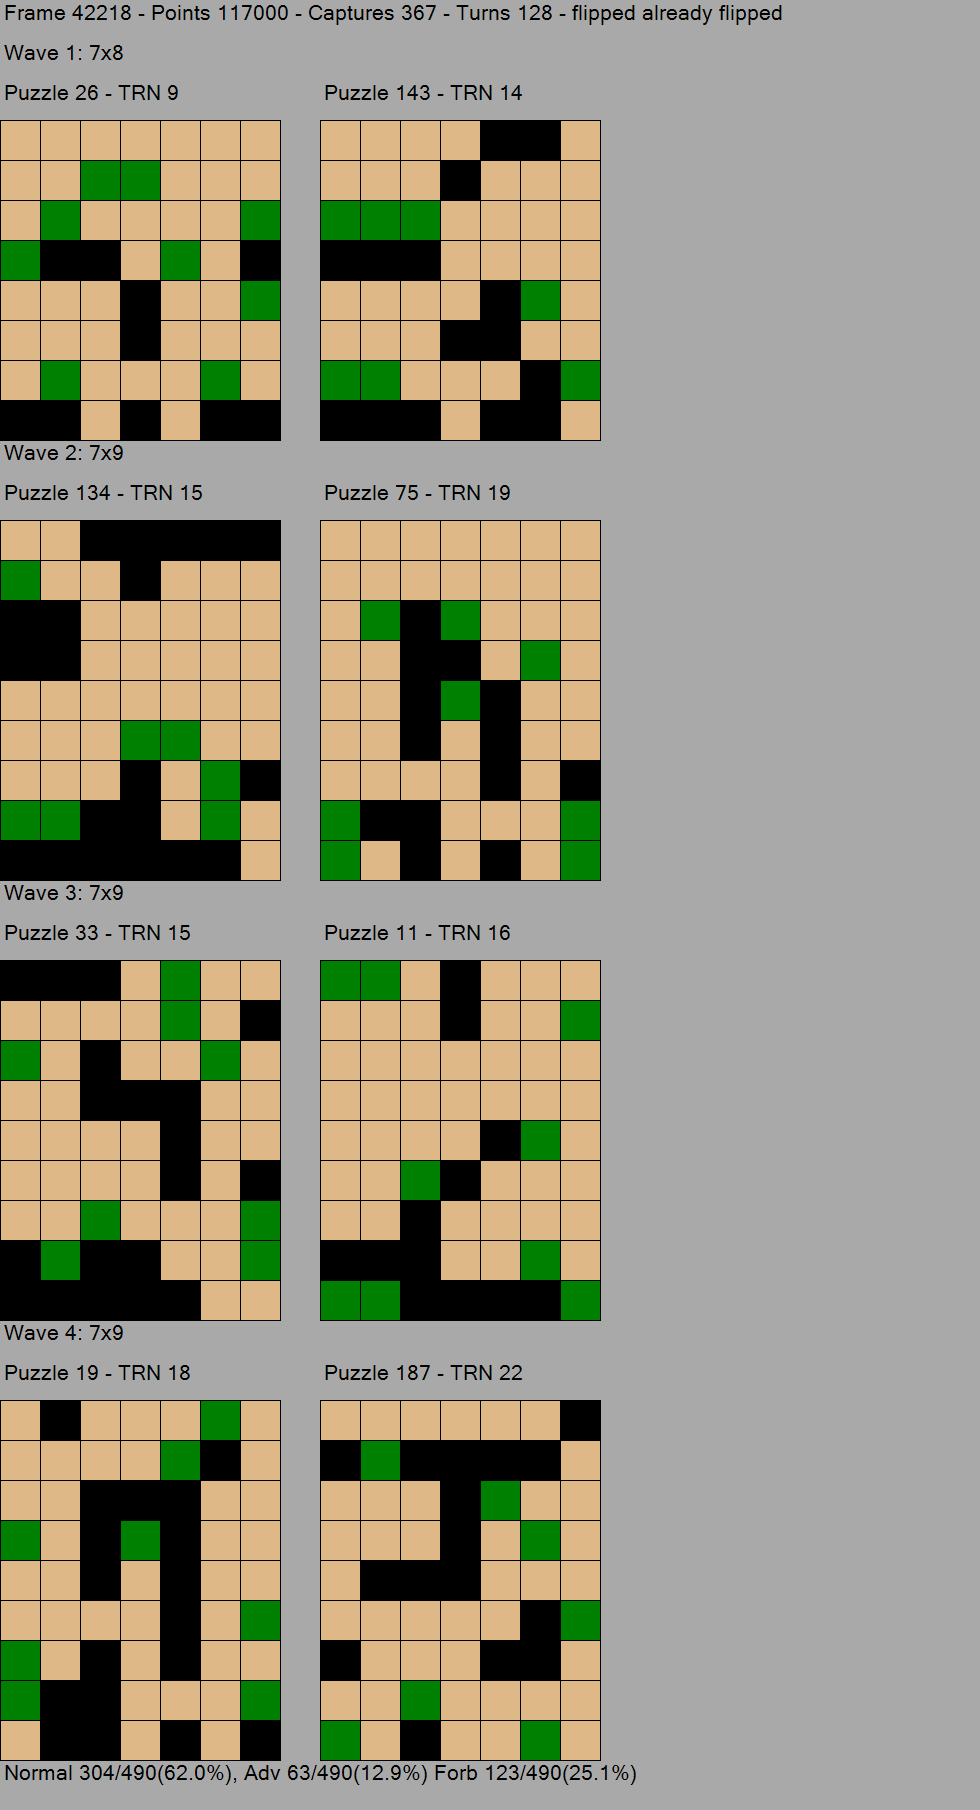 Frame 42218 - Points 117000 - Captures 367 - Turns 128 - flipped already flipped
Wave 1: 7x8
Puzzle 26 - TRN 9
Puzzle 143 - TRN 14
Wave 2: 7x9
Puzzle 134 - TRN 15
Puzzle 75 - TRN 19
Wave 3: 7x9
Puzzle 33 - TRN 15
Puzzle 11 - TRN 16
Wave 4: 7x9
Puzzle 19 - TRN 18
Puzzle 187 - TRN 22
Normal 304/490(62.0%), Adv 63/490(12.9%) Forb 123/490(25.1%)